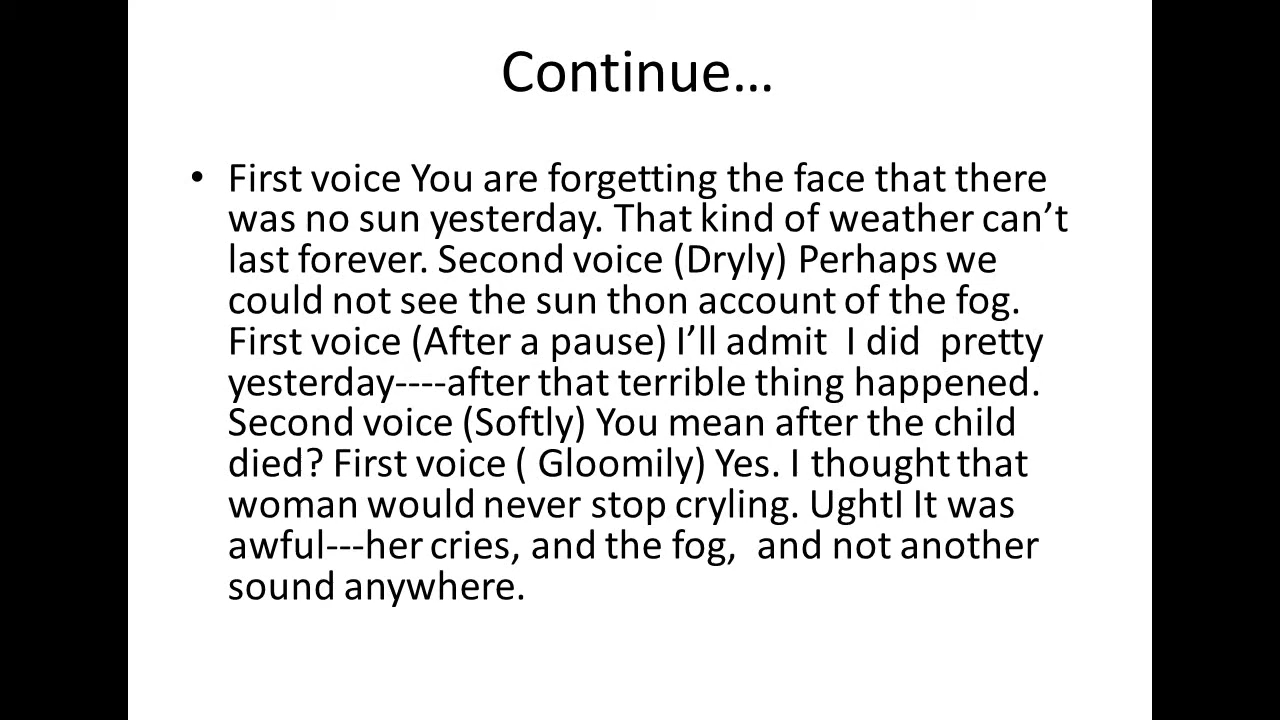 Continue…
• First voice You are forgetting the face that there
was no sun yesterday. That kind of weather can’t
last forever. Second voice (Dryly) Perhaps we
could not see the sun thon account of the fog.
First voice (After a pause) I’ll admit  I did  pretty
yesterday----after that terrible thing happened.
Second voice (Softly) You mean after the child
died? First voice ( Gloomily) Yes. I thought that
woman would never stop cryling. UghtI It was
awful---her cries, and the fog,  and not another
sound anywhere.